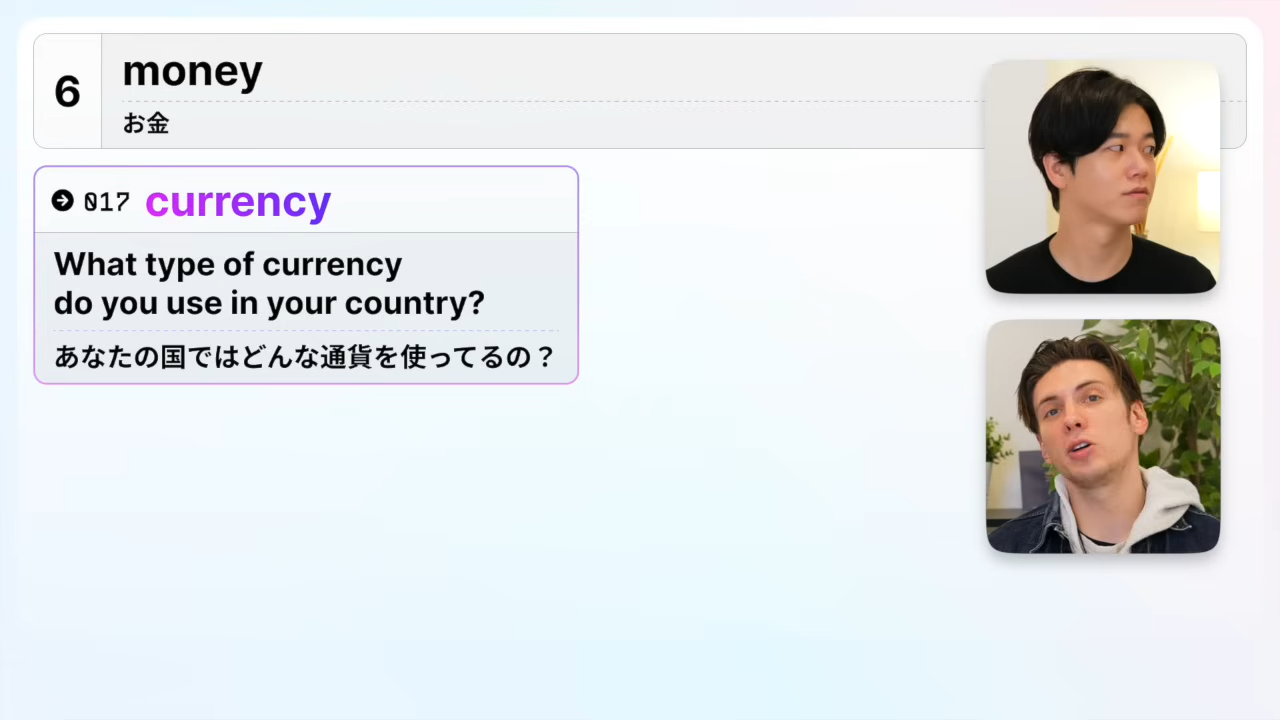 6
money
お金
017 currency
What type of currency
do you use in your country?
あなたの国ではどんな通貨を使ってるの？